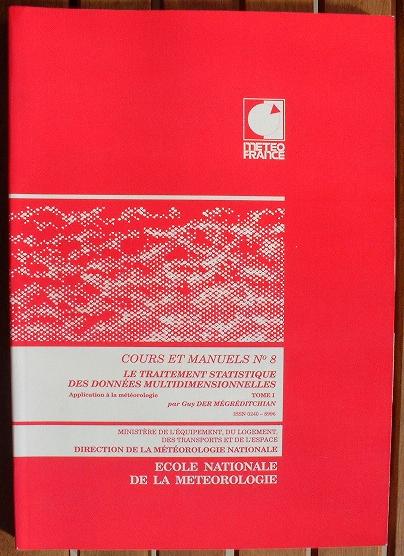 METEO
FRANCE
COURS ET MANUELS Nº 8
LE TRAITEMENT STATISTIQUE
DES DONNÉES MULTIDIMENSIONNELLES
Application à la météorologie TOME I
par Guy DER MÉGRÉDITCHIAN
ISSN 0240 – 8996
MINISTÈRE DE L'ÉQUIPEMENT, DU LOGEMENT,
DES TRANSPORTS ET DE L'ESPACE
DIRECTION DE LA MÉTÉOROLOGIE NATIONALE
ECOLE NATIONALE
DE LA METEOROLOGIE